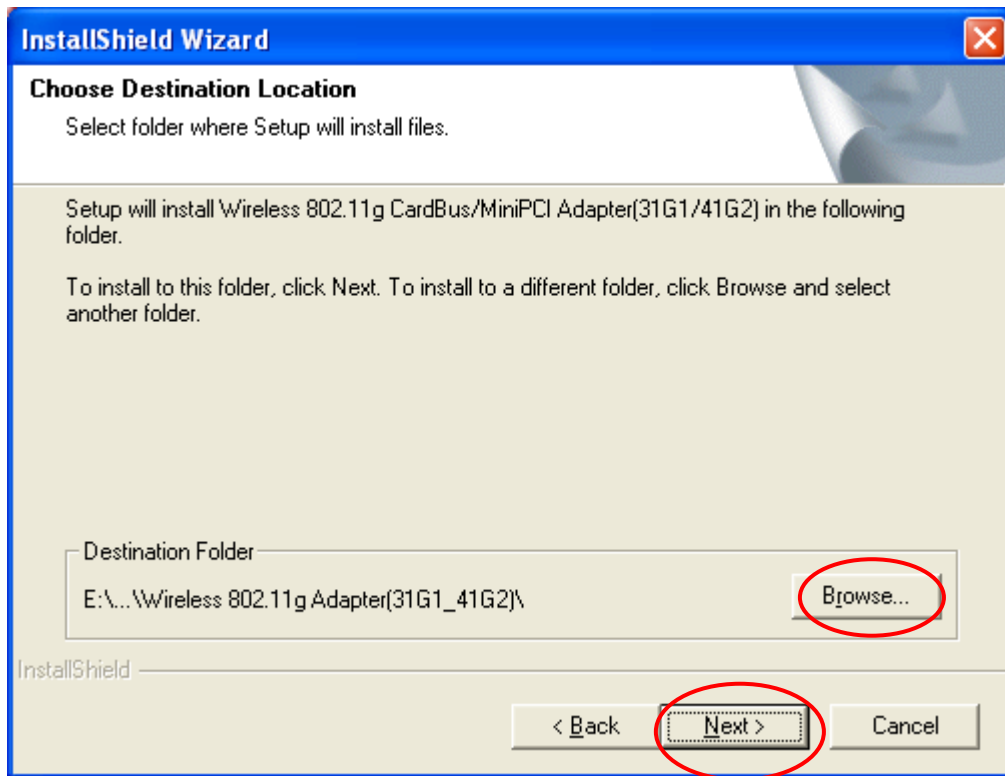 InstallShield Wizard
Choose Destination Location
Select folder where Setup will install files.
Setup will install Wireless 802.11g CardBus/MiniPCI Adapter(31G1/41G2) in the following
folder.
To install to this folder, click Next. To install to a different folder, click Browse and select
another folder.
Destination Folder
E:\...\Wireless 802.11g Adapter(31G1_41G2)\
Browse...
InstallShield
< Back
Next >
Cancel